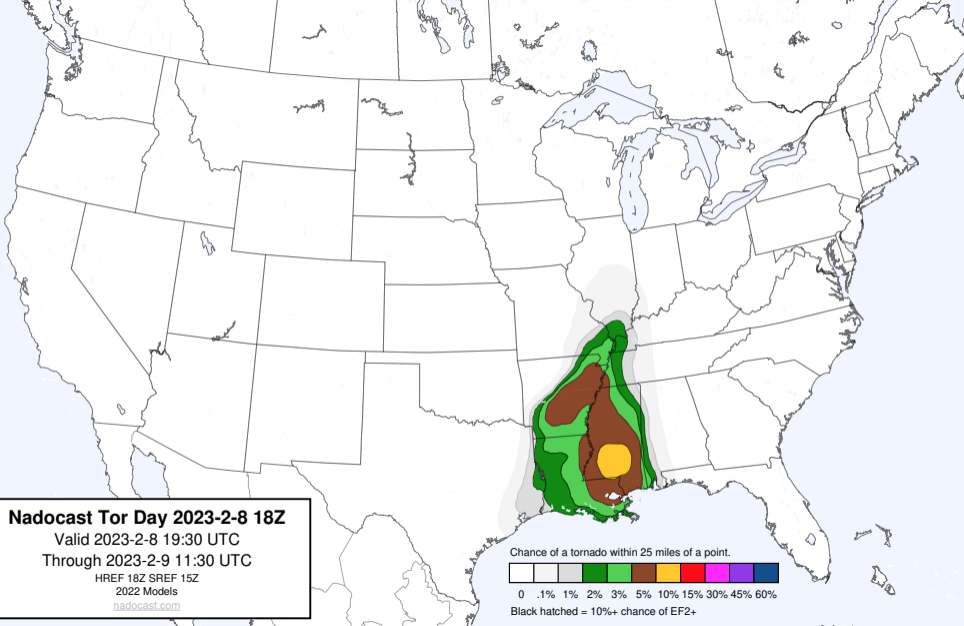 Nadocast Tor Day 2023-2-8 18Z
Valid 2023-2-8 19:30 UTC
Through 2023-2-9 11:30 UTC
HREF 18Z SREF 15Z
2022 Models
nadocast.com
Chance of a tornado within 25 miles of a point.
0 .1% 1% 2% 3% 5% 10% 15% 30% 45% 60%
Black hatched = 10%+ chance of EF2+